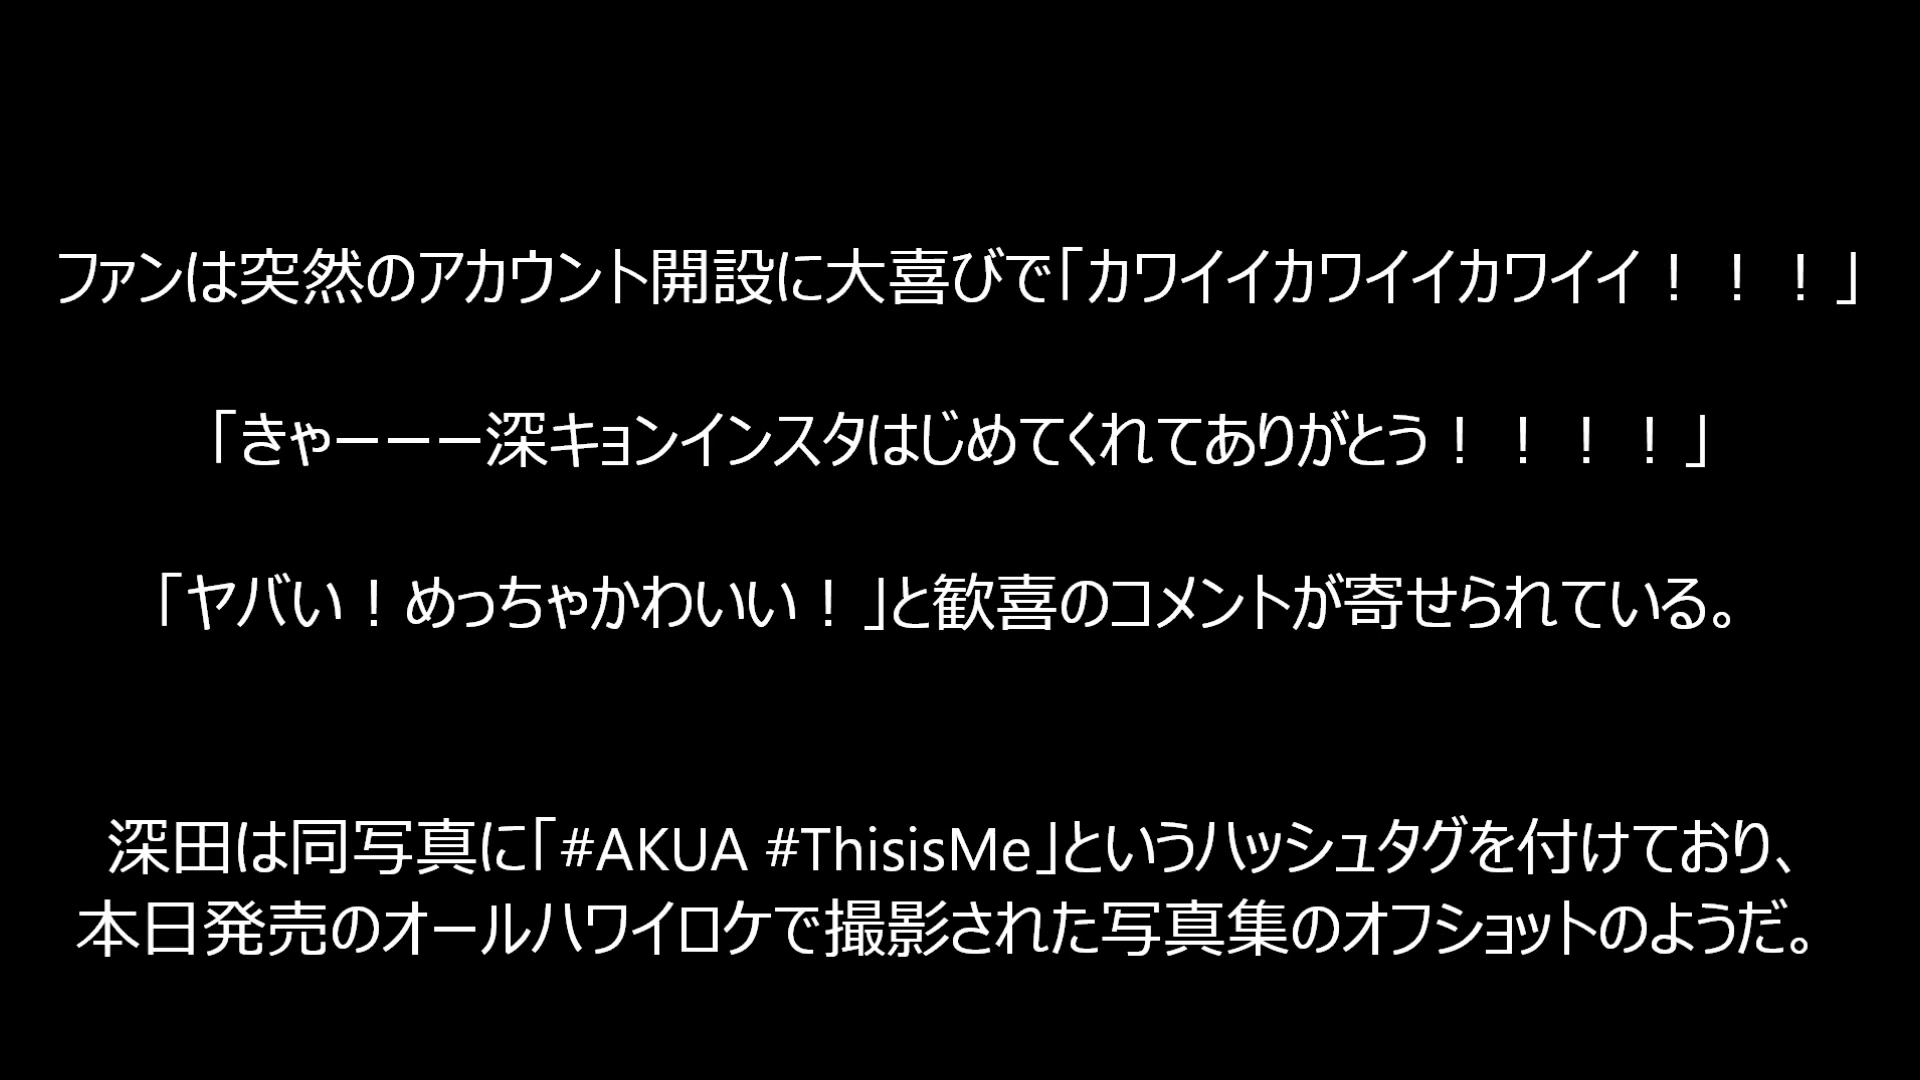 ファンは突然のアカウント開設に大喜びで「カワイイカワイイカワイイ！！！」
「きゃーーー深キョンインスタはじめてくれてありがとう！！！！」
「ヤバい！めっちゃかわいい！」と歓喜のコメントが寄せられている。
深田は同写真に「#AKUA #ThisisMe」というハッシュタグを付けており、
本日発売のオールハワイロケで撮影された写真集のオフショットのようだ。